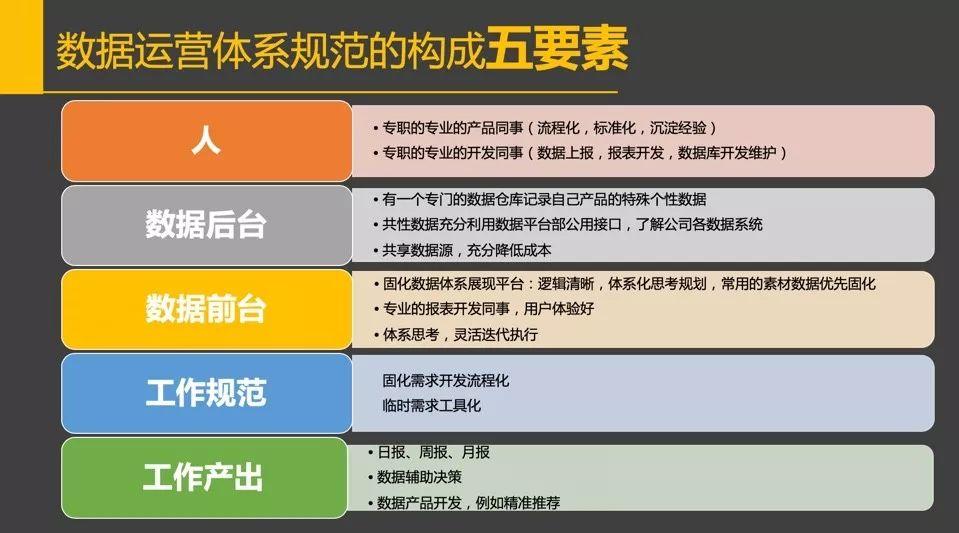 数据运营体系规范的构成五要素
人
• 专职的专业的产品同事（流程化，标准化，沉淀经验）
• 专职的专业的开发同事（数据上报，报表开发，数据库开发维护）
数据后台
• 有一个专门的数据仓库记录自己产品的特殊个性数据
• 共性数据充分利用数据平台部公用接口，了解公司各数据系统
• 共享数据源，充分降低成本
数据前台
• 固化数据体系展现平台：逻辑清晰，体系化思考规划，常用的素材数据优先固化
• 专业的报表开发同事，用户体验好
• 体系思考，灵活迭代执行
工作规范
固化需求开发流程化
临时需求工具化
工作产出
• 日报、周报、月报
• 数据辅助决策
• 数据产品开发，例如精准推荐